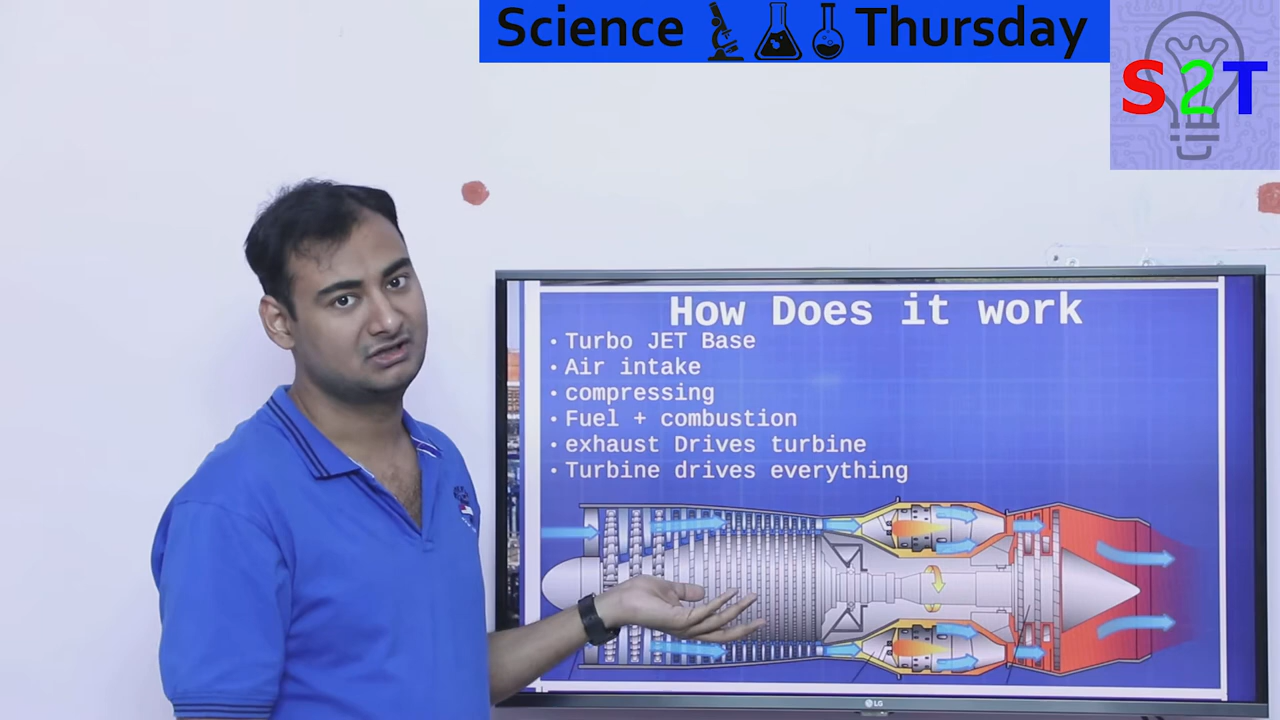 Science Thursday
S2T
How Does it work
• Turbo JET Base
• Air intake
• compressing
• Fuel + combustion
• exhaust Drives turbine
• Turbine drives everything
LG